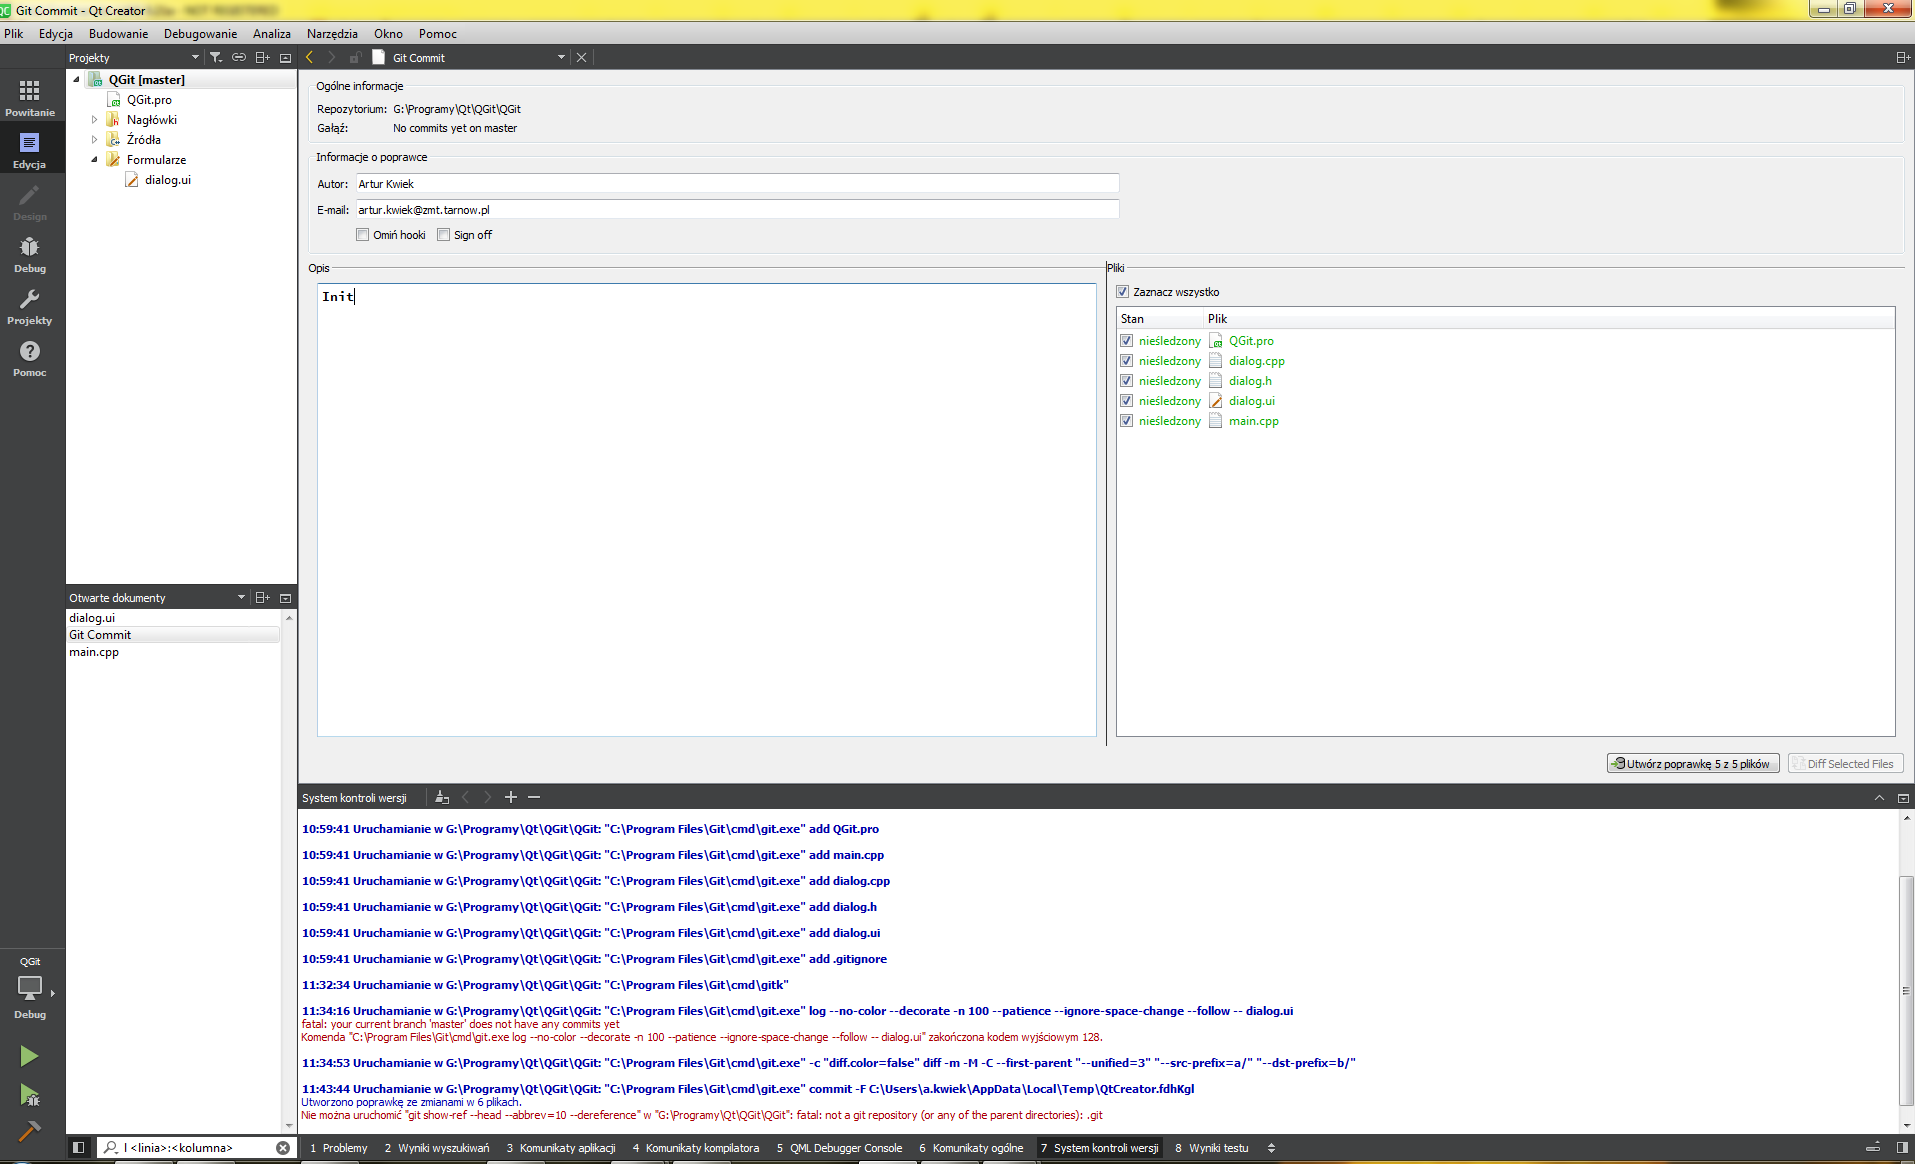 Git Commit - Qt Creator
Plik Edycja Budowanie Debugowanie Analiza Narzędzia Okno Pomoc
Projekty
Git Commit
Powitanie
Edycja
Design
Debug
Projekty
Pomoc
QGit [master]
QGit.pro
Nagłówki
Źródła
Formularze
dialog.ui
Ogólne informacje
Repozytorium: G:\Programy\Qt\QGit\QGit
Gałąź: No commits yet on master
Informacje o poprawce
Autor: Artur Kwiek
E-mail: artur.kwiek@zmt.tarnow.pl
Omiń hooki Sign off
Opis
Init
Pliki
Zaznacz wszystko
Stan Plik
nieśledzony QGit.pro
nieśledzony dialog.cpp
nieśledzony dialog.h
nieśledzony dialog.ui
nieśledzony main.cpp
Utwórz poprawkę 5 z 5 plików Diff Selected Files
Otwarte dokumenty
dialog.ui
Git Commit
main.cpp
System kontroli wersji
10:59:41 Uruchamianie w G:\Programy\Qt\QGit\QGit: "C:\Program Files\Git\cmd\git.exe" add QGit.pro
10:59:41 Uruchamianie w G:\Programy\Qt\QGit\QGit: "C:\Program Files\Git\cmd\git.exe" add main.cpp
10:59:41 Uruchamianie w G:\Programy\Qt\QGit\QGit: "C:\Program Files\Git\cmd\git.exe" add dialog.cpp
10:59:41 Uruchamianie w G:\Programy\Qt\QGit\QGit: "C:\Program Files\Git\cmd\git.exe" add dialog.h
10:59:41 Uruchamianie w G:\Programy\Qt\QGit\QGit: "C:\Program Files\Git\cmd\git.exe" add dialog.ui
10:59:41 Uruchamianie w G:\Programy\Qt\QGit\QGit: "C:\Program Files\Git\cmd\git.exe" add .gitignore
11:32:34 Uruchamianie w G:\Programy\Qt\QGit\QGit: "C:\Program Files\Git\cmd\gitk"
11:34:16 Uruchamianie w G:\Programy\Qt\QGit\QGit: "C:\Program Files\Git\cmd\git.exe" log --no-color --decorate -n 100 --patience --ignore-space-change --follow -- dialog.ui
fatal: your current branch 'master' does not have any commits yet
Komenda "C:\Program Files\Git\cmd\git.exe log --no-color --decorate -n 100 --patience --ignore-space-change --follow -- dialog.ui" zakończona kodem wyjściowym 128.
11:34:53 Uruchamianie w G:\Programy\Qt\QGit\QGit: "C:\Program Files\Git\cmd\git.exe" -c "diff.color=false" diff -m -M -C --first-parent "--unified=3" "--src-prefix=a/" "--dst-prefix=b/"
11:43:44 Uruchamianie w G:\Programy\Qt\QGit\QGit: "C:\Program Files\Git\cmd\git.exe" commit -F C:\Users\a.kwiek\AppData\Local\Temp\QtCreator.fdhKgl
Utworzono poprawkę ze zmianami w 6 plikach.
Nie można uruchomić "git show-ref --head --abbrev=10 --dereference" w "G:\Programy\Qt\QGit\QGit": fatal: not a git repository (or any of the parent directories): .git
QGit
Debug
l <linia>:<kolumna>
1 Problemy 2 Wyniki wyszukiwań 3 Komunikaty aplikacji 4 Komunikaty kompilatora 5 QML Debugger Console 6 Komunikaty ogólne 7 System kontroli wersji 8 Wyniki testu